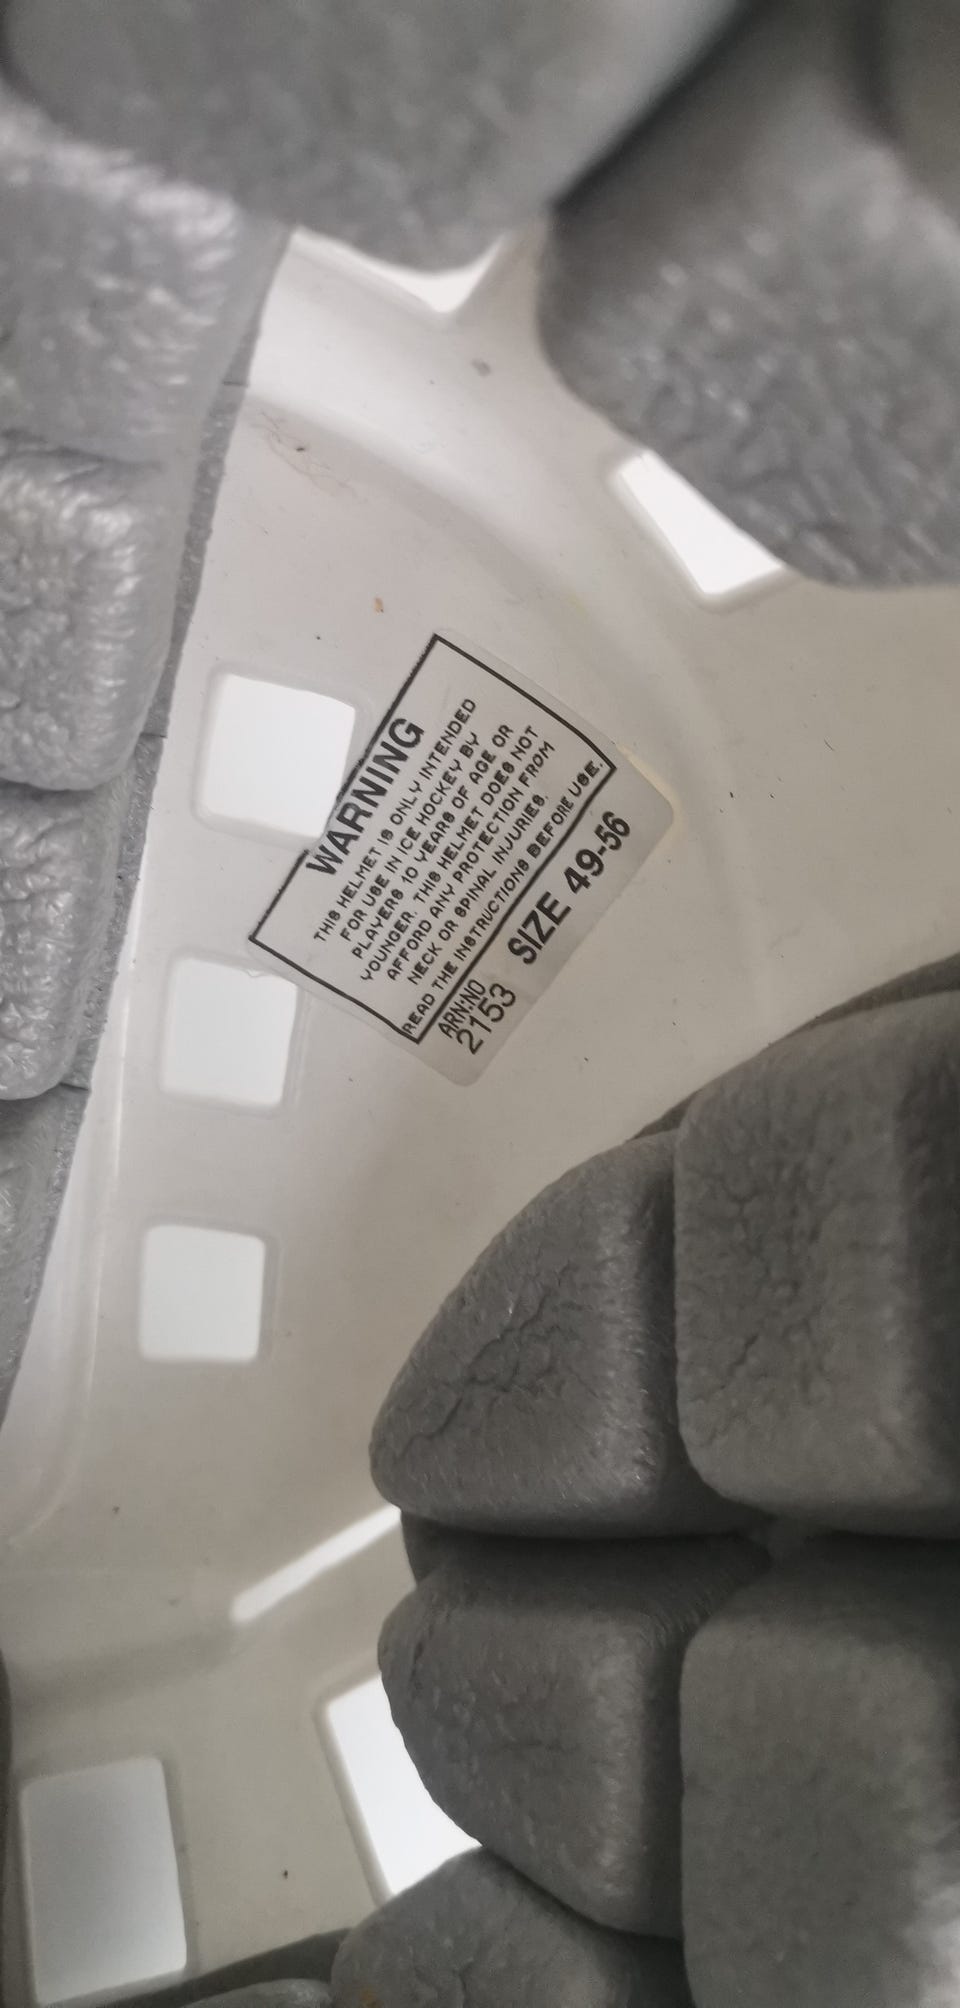 WARNING
THIS HELMET IS ONLY INTENDED
FOR USE IN ICE HOCKEY BY
PLAYERS 10 YEARS OF AGE OR
YOUNGER. THIS HELMET DOES NOT
AFFORD ANY PROTECTION FROM
NECK OR SPINAL INJURIES.
READ THE INSTRUCTIONS BEFORE USE.
ARN:NO
2153
SIZE 49-56